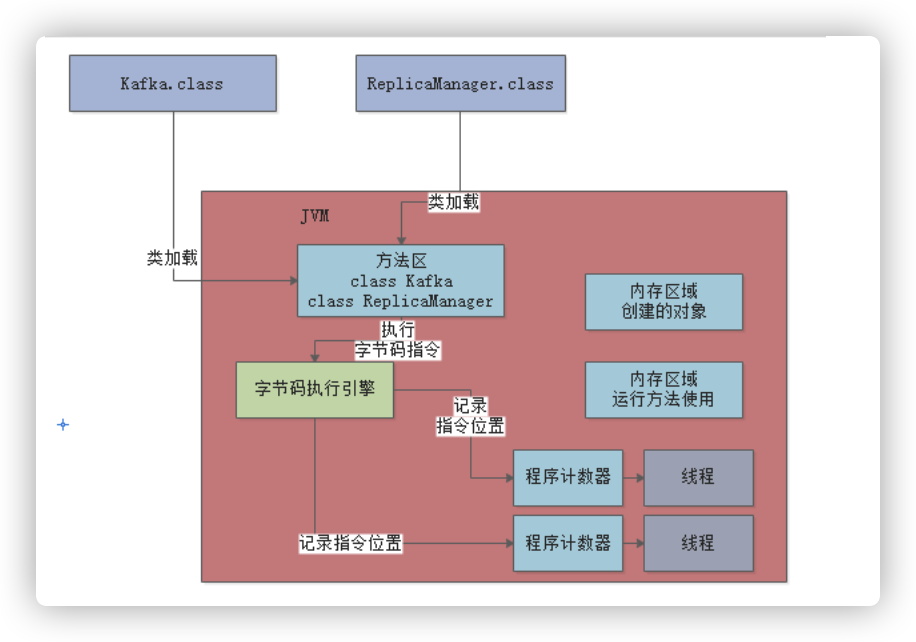 Kafka.class
ReplicaManager.class
类加载
JVM
类加载
方法区
class Kafka
class ReplicaManager
内存区域
创建的对象
执行
字节码指令
字节码执行引擎
内存区域
运行方法使用
记录
指令位置
程序计数器
线程
记录指令位置
程序计数器
线程